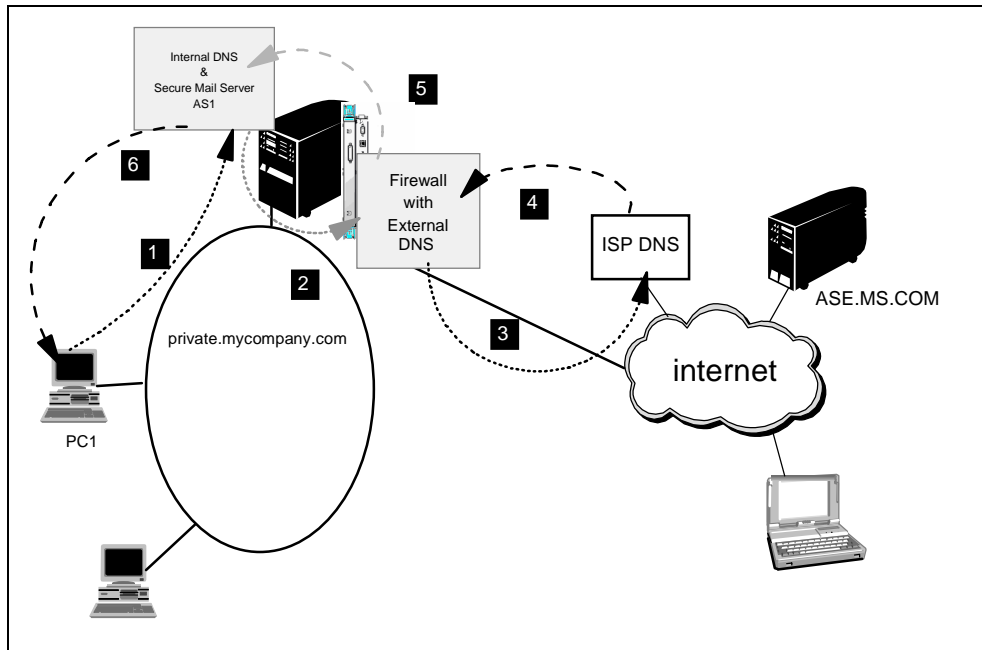 Internal DNS
&
Secure Mail Server
AS1
5
6
Firewall
with
External
DNS
4
ISP DNS
1
2
ASE.MS.COM
3
private.mycompany.com
internet
PC1